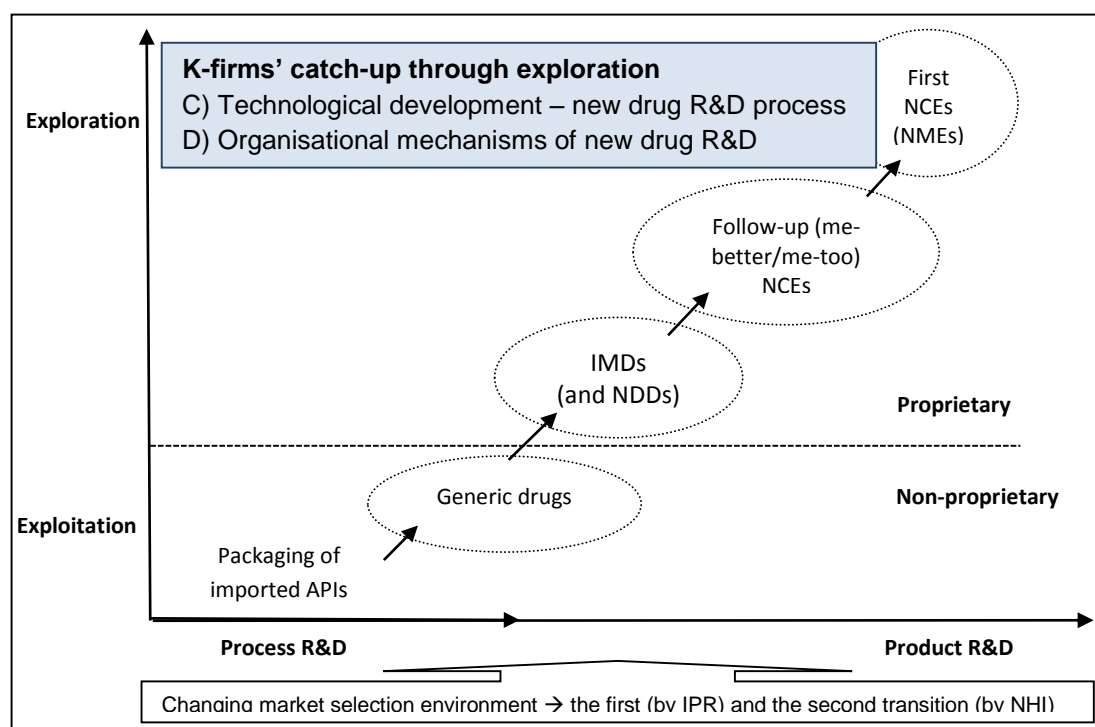 K-firms' catch-up through exploration
C) Technological development – new drug R&D process
D) Organisational mechanisms of new drug R&D
Exploration
First
NCEs
(NMEs)
Follow-up (me-
better/me-too)
NCEs
IMDs
(and NDDs)
Proprietary
Generic drugs
Non-proprietary
Exploitation
Packaging of
imported APIs
Process R&D
Product R&D
Changing market selection environment → the first (by IPR) and the second transition (by NHI)